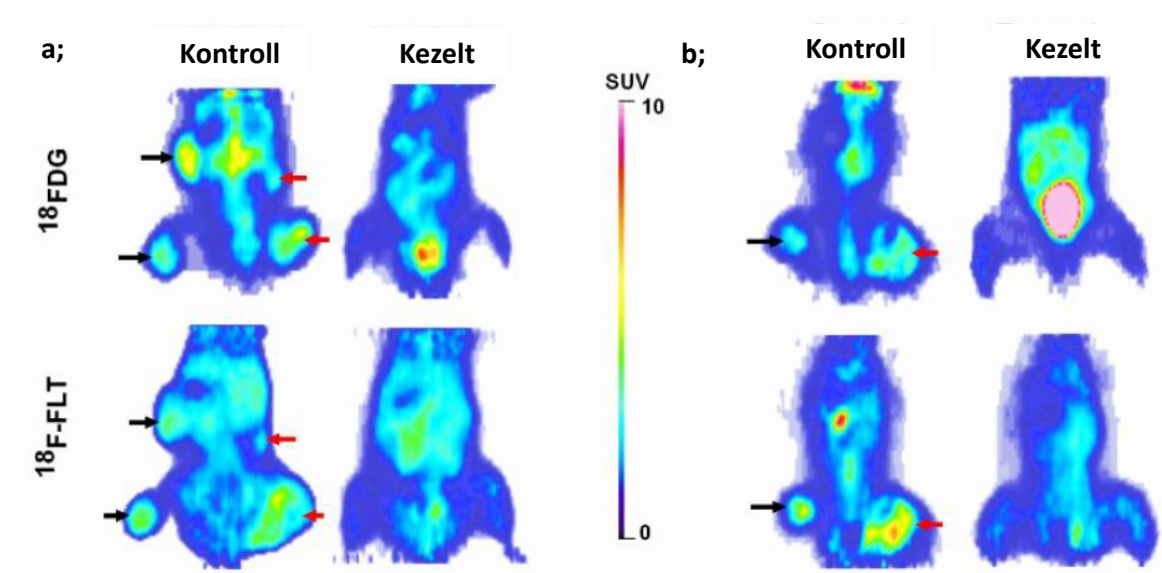 a;
Kontroll
Kezelt
b;
Kontroll
Kezelt
SUV
10
0
18FDG
18F-FLT